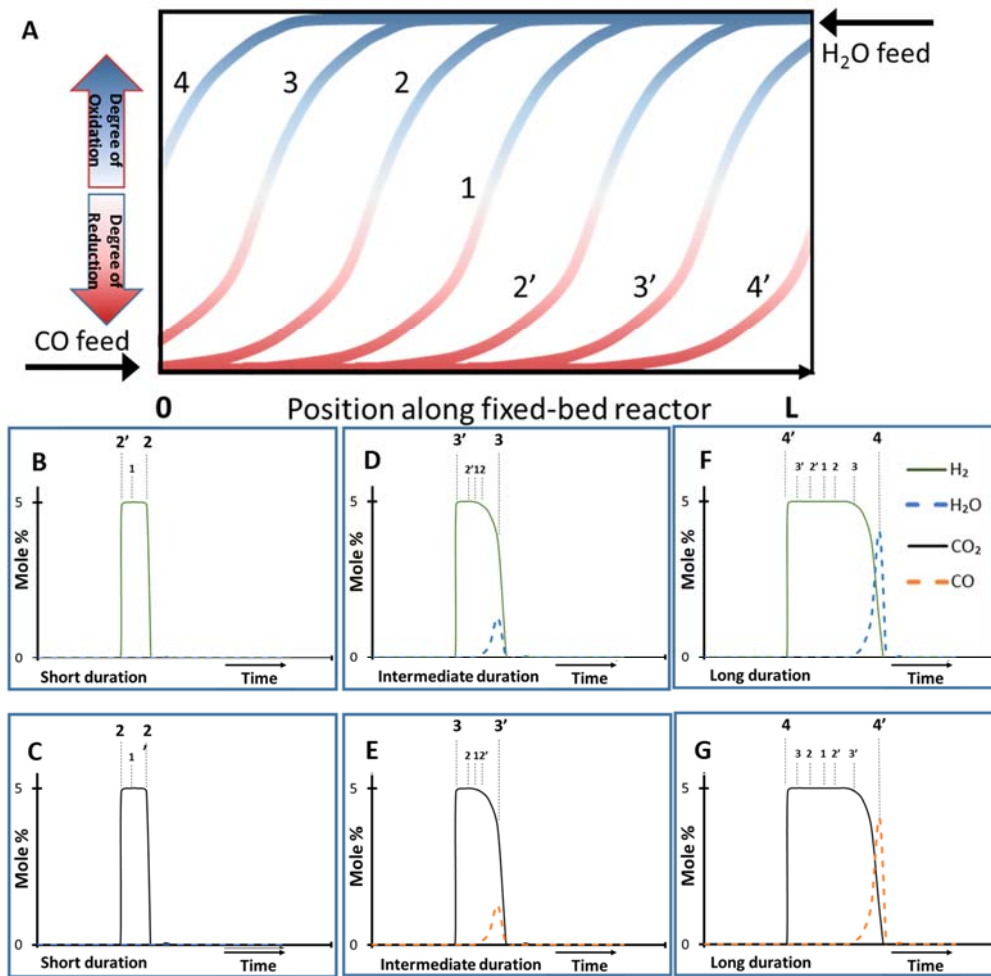 A
4
3
2
1
2'
3'
4'
H₂O feed
Degree of
Oxidation
Degree of
Reduction
CO feed
0
Position along fixed-bed reactor
L
B
2'
2
1
5
Mole %
0
Short duration
Time
D
3'
3
2'12
5
Mole %
0
Intermediate duration
Time
F
4'
4
3'
2'
1
2
3
H₂
H₂O
CO₂
CO
5
Mole %
0
Long duration
Time
C
2
2
'
1
5
Mole %
0
Short duration
Time
E
3
3'
2 12'
5
Mole %
0
Intermediate duration
Time
G
4
4'
3
2
1
2'
3'
5
Mole %
0
Long duration
Time